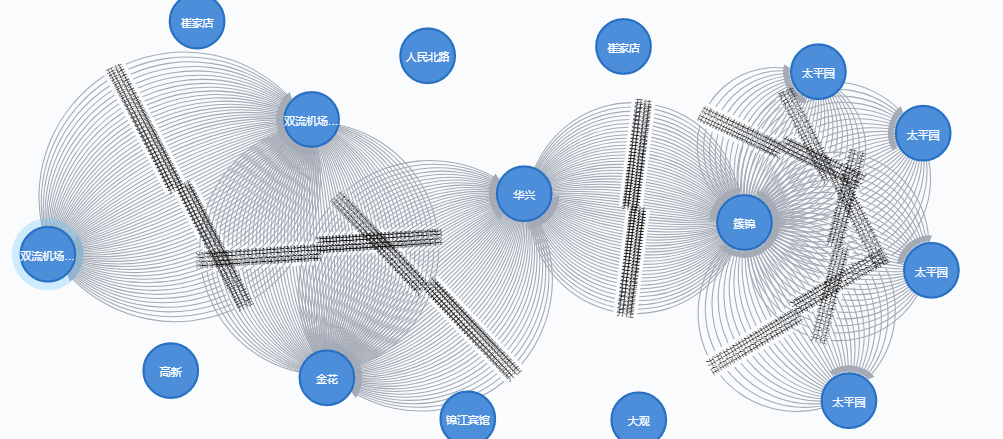 崔家店
人民北路
崔家店
太平园
双流机场...
太平园
华兴
簇锦
双流机场...
太平园
高新
金花
太平园
锦江宾馆
大观